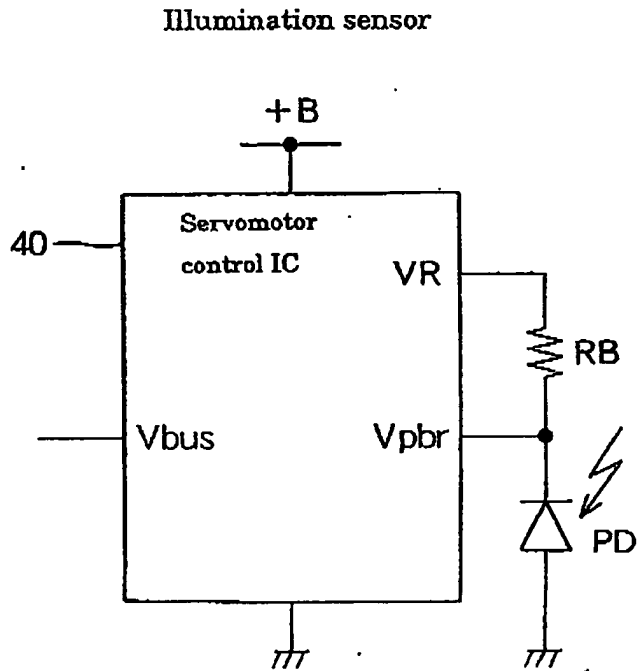 Illumination sensor
+B
40
Servomotor
control IC
VR
RB
Vbus
Vpbr
PD